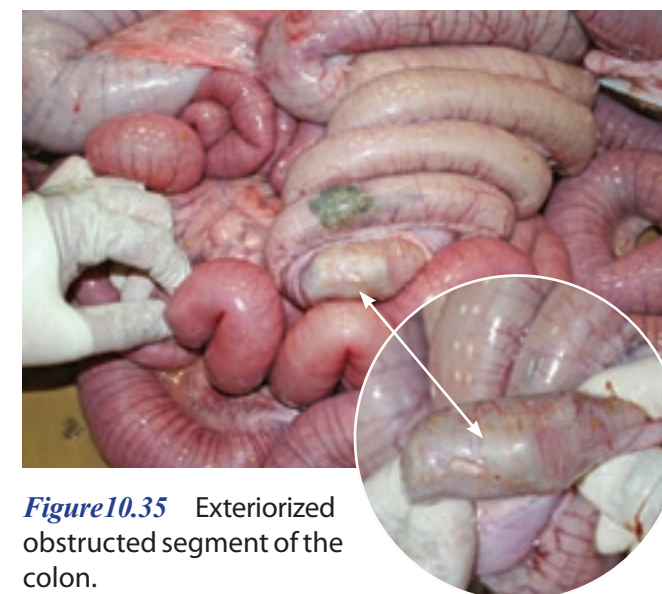 Figure10.35 Exteriorized
obstructed segment of the
colon.